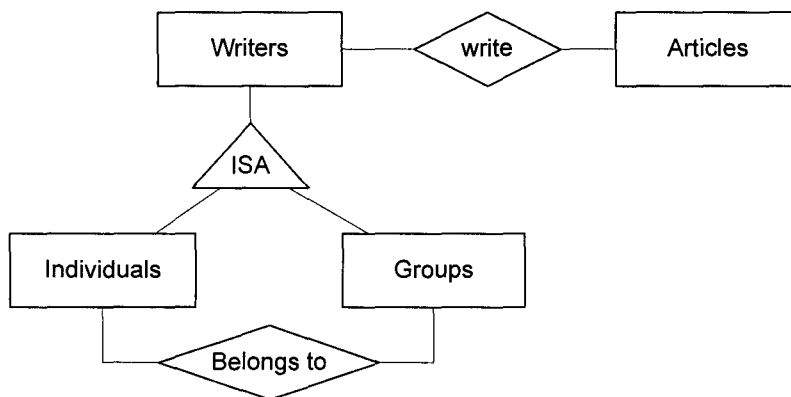 Writers
write
Articles
ISA
Individuals
Groups
Belongs to